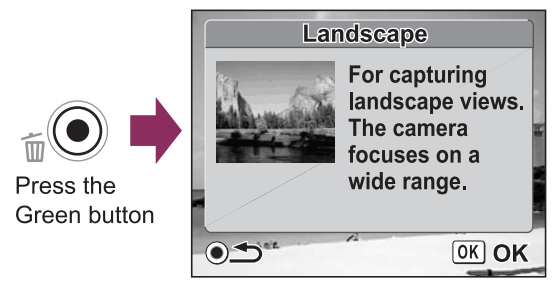 Landscape
For capturing
landscape views.
The camera
focuses on a
wide range.
Press the
Green button
OK OK